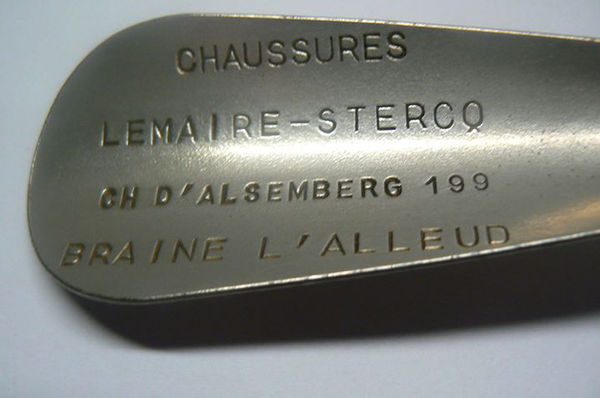 CHAUSSURES
LEMAIRE-STERCQ
CH D'ALSEMBERG 199
BRAINE L'ALLEUD